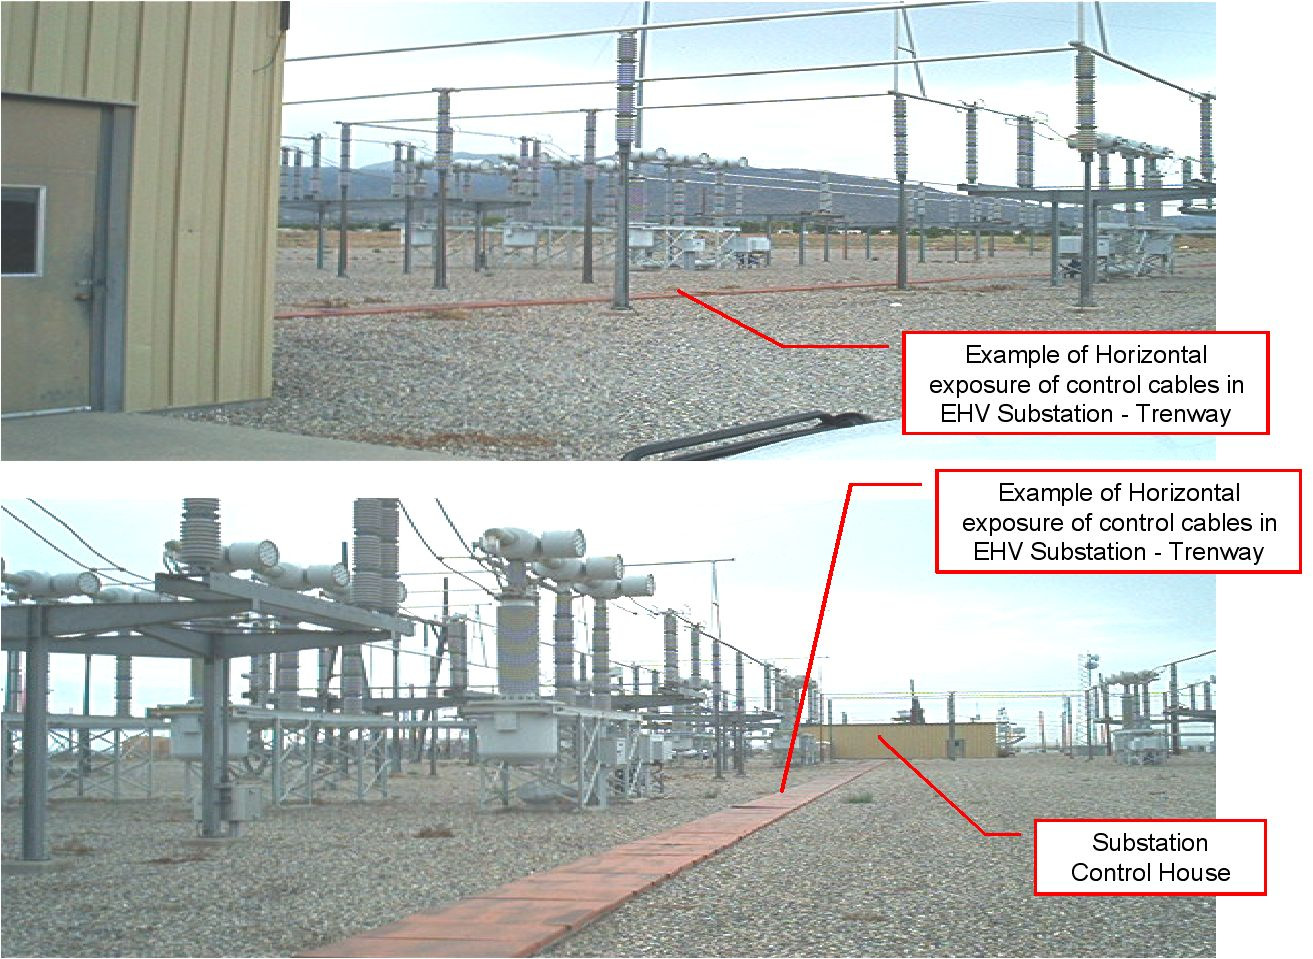 Example of Horizontal
exposure of control cables in
EHV Substation - Trenway
Example of Horizontal
exposure of control cables in
EHV Substation - Trenway
Substation
Control House